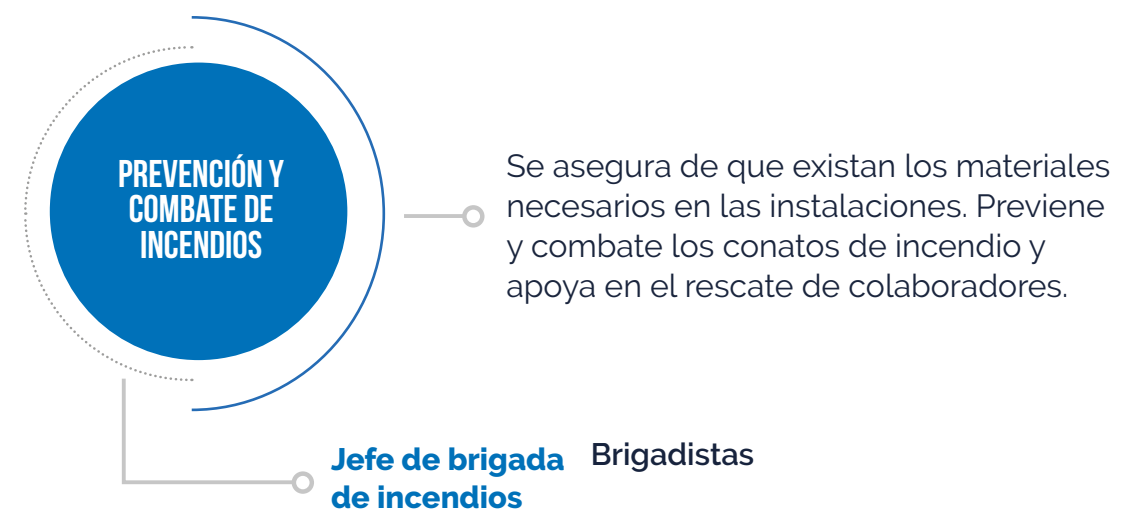 PREVENCIÓN Y
COMBATE DE
INCENDIOS
Se asegura de que existan los materiales
necesarios en las instalaciones. Previene
y combate los conatos de incendio y
apoya en el rescate de colaboradores.
Jefe de brigada
de incendios
Brigadistas